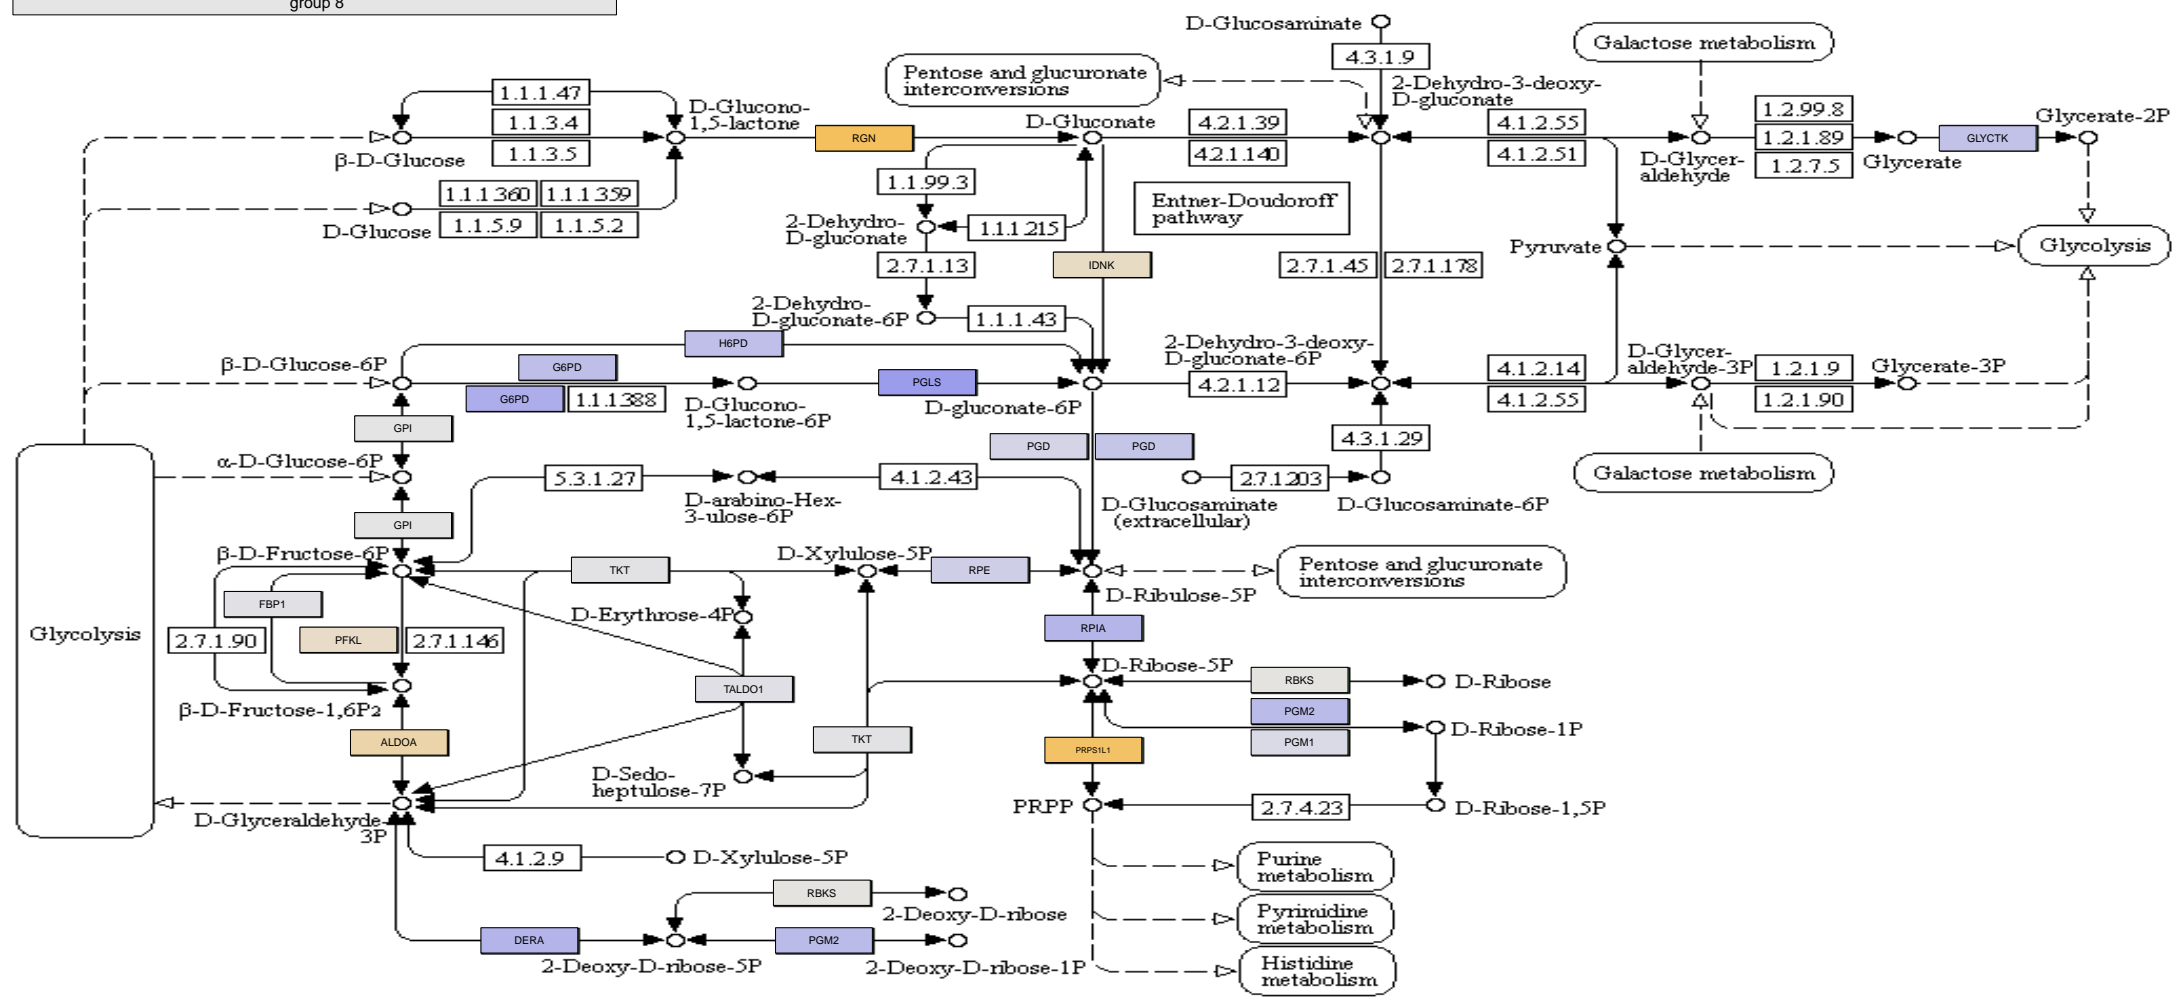 group 8
D-Glucosaminate
4.3.1.9
Galactose metabolism
Pentose and glucuronate
interconversions
2-Dehydro-3-deoxy-
D-gluconate
1.1.1.47
D-Glucono-
1,5-lactone
1.1.3.4
1.1.3.5
β-D-Glucose
RGN
D-Gluconate
4.2.1.39
4.2.1.140
4.1.2.55
4.1.2.51
D-Glycer-
aldehyde
1.2.99.8
1.2.1.89
1.2.7.5
Glycerate
GLYCTK
Glycerate-2P
1.1.1.360
1.1.1.359
1.1.5.9
1.1.5.2
D-Glucose
1.1.99.3
2-Dehydro-
D-gluconate
1.1.1.215
Entner-Doudoroff
pathway
Pyruvate
Glycolysis
2.7.1.13
IDNK
2.7.1.45
2.7.1.178
2-Dehydro-
D-gluconate-6P
1.1.1.43
H6PD
β-D-Glucose-6P
G6PD
G6PD
1.1.1.388
D-Glucono-
1,5-lactone-6P
PGLS
D-gluconate-6P
2-Dehydro-3-deoxy-
D-gluconate-6P
4.2.1.12
4.1.2.14
4.1.2.55
D-Glycer-
aldehyde-3P
1.2.1.9
1.2.1.90
Glycerate-3P
GPI
PGD
PGD
4.3.1.29
α-D-Glucose-6P
5.3.1.27
D-arabino-Hex-
3-ulose-6P
4.1.2.43
2.7.1.203
D-Glucosaminate
(extracellular)
D-Glucosaminate-6P
Galactose metabolism
GPI
β-D-Fructose-6P
TKT
D-Xylulose-5P
RPE
D-Ribulose-5P
Pentose and glucuronate
interconversions
Glycolysis
FBP1
2.7.1.90
PFKL
2.7.1.146
D-Erythrose-4P
RPIA
D-Ribose-5P
RBKS
D-Ribose
TALDO1
β-D-Fructose-1,6P2
PGM2
PGM1
D-Ribose-1P
ALDOA
TKT
PRPS1L1
D-Sedo-
heptulose-7P
PRPP
2.7.4.23
D-Ribose-1,5P
D-Glyceraldehyde-
3P
4.1.2.9
D-Xylulose-5P
Purine
metabolism
RBKS
2-Deoxy-D-ribose
Pyrimidine
metabolism
DERA
2-Deoxy-D-ribose-5P
PGM2
2-Deoxy-D-ribose-1P
Histidine
metabolism